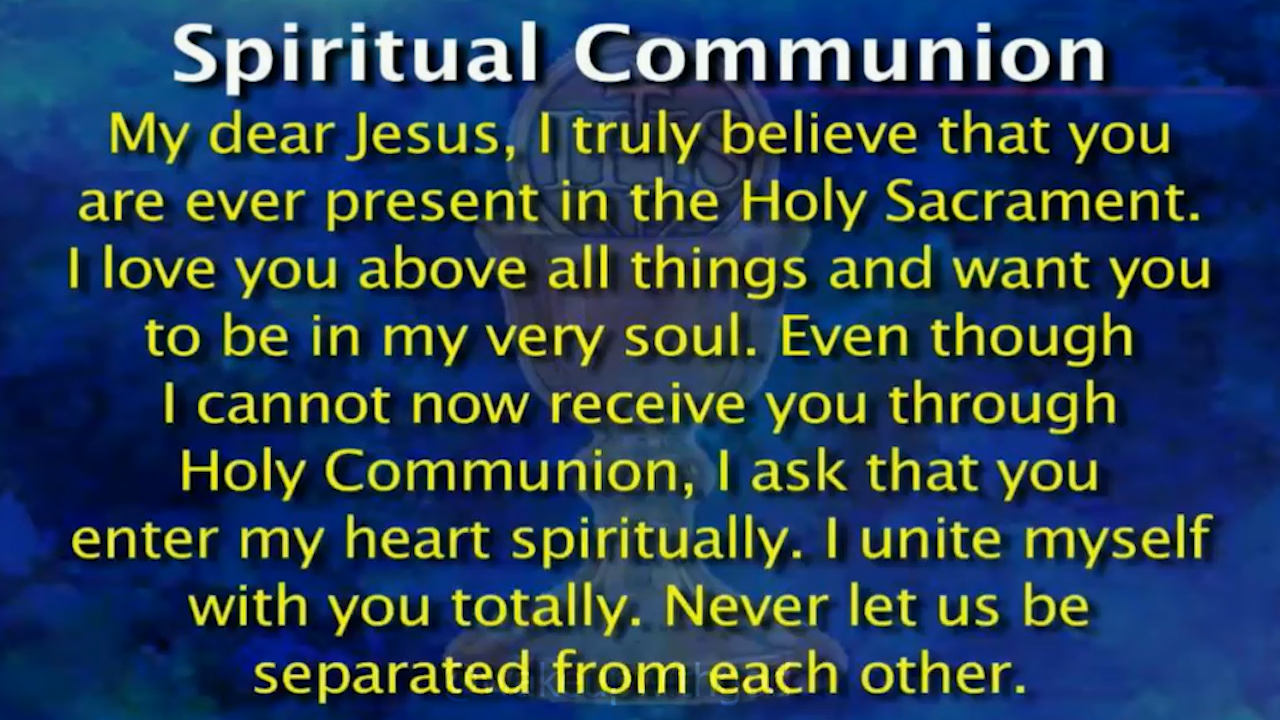 Spiritual Communion
IHS
My dear Jesus, I truly believe that you
are ever present in the Holy Sacrament.
I love you above all things and want you
to be in my very soul. Even though
I cannot now receive you through
Holy Communion, I ask that you
enter my heart spiritually. I unite myself
with you totally. Never let us be
separated from each other.